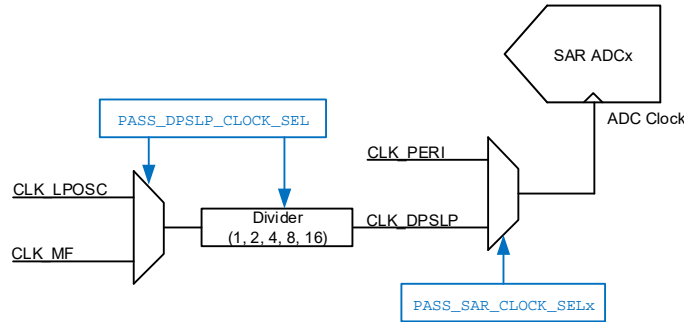 SAR ADCx
ADC Clock
PASS_DPSLP_CLOCK_SEL
CLK_PERI
CLK_LPOSC
Divider
(1, 2, 4, 8, 16)
CLK_DPSLP
CLK_MF
PASS_SAR_CLOCK_SELx